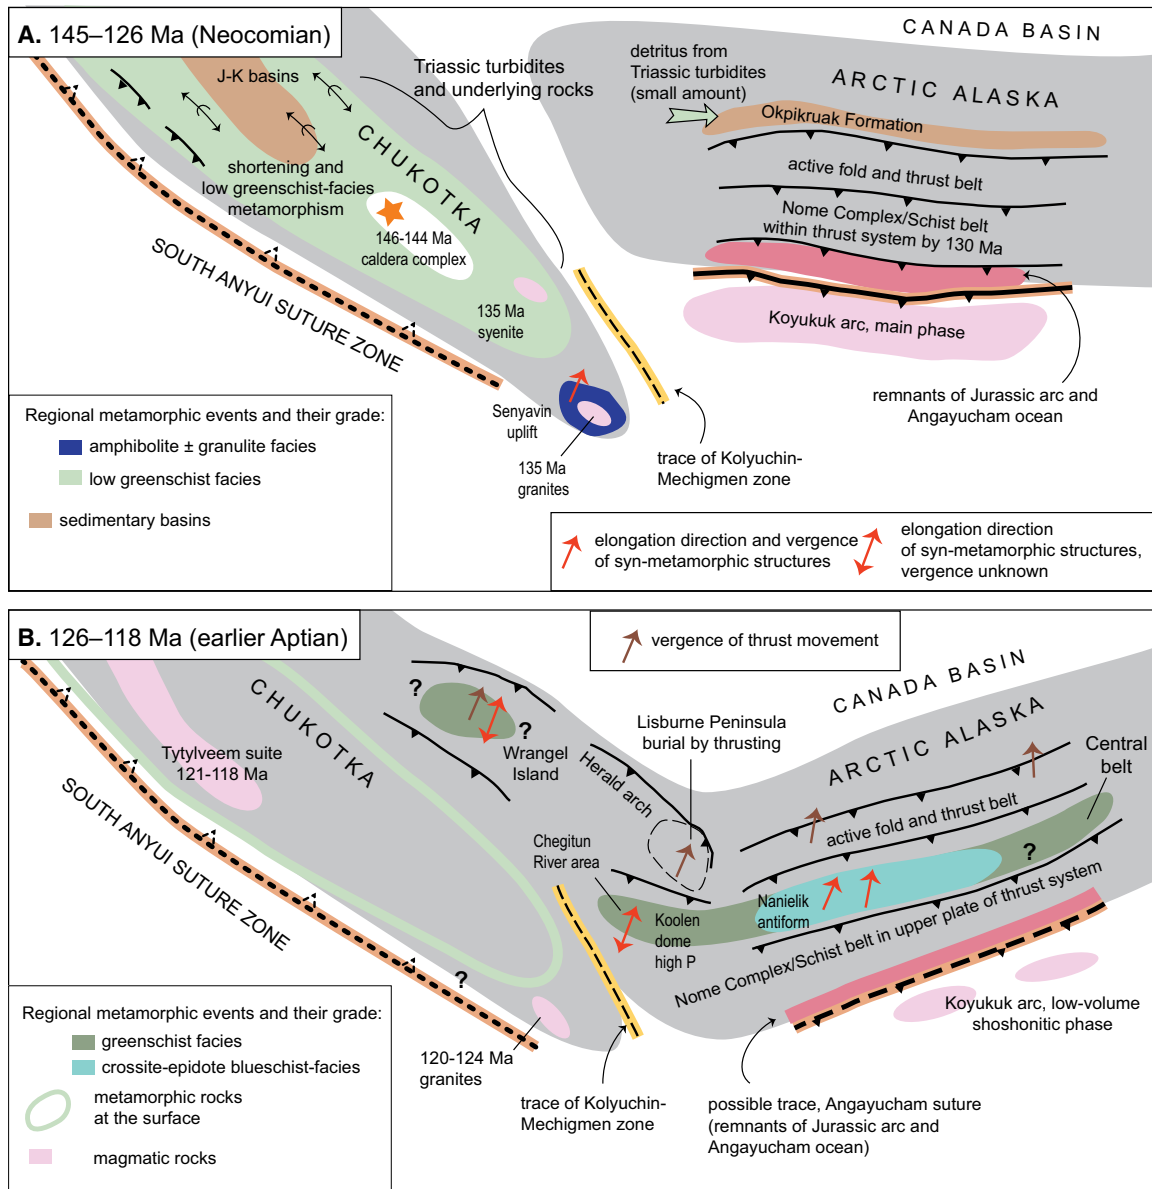 A. 145–126 Ma (Neocomian)
CANADA BASIN
ARCTIC ALASKA
detritus from
Triassic turbidites
(small amount)
J-K basins
Triassic turbidites
and underlying rocks
CHUKOTKA
Okpikruak Formation
shortening and
low greenschist-facies
metamorphism
active fold and thrust belt
Nome Complex/Schist belt
within thrust system by 130 Ma
146-144 Ma
caldera complex
SOUTH ANYUI SUTURE ZONE
135 Ma
syenite
Koyukuk arc, main phase
remnants of Jurassic arc and
Angayucham ocean
Senyavin
uplift
135 Ma
granites
trace of Kolyuchin-
Mechigmen zone
Regional metamorphic events and their grade:
amphibolite ± granulite facies
low greenschist facies
sedimentary basins
elongation direction and vergence
of syn-metamorphic structures
elongation direction
of syn-metamorphic structures,
vergence unknown
B. 126–118 Ma (earlier Aptian)
vergence of thrust movement
CANADA BASIN
ARCTIC ALASKA
CHUKOTKA
?
?
Wrangel
Island
Lisburne Peninsula
burial by thrusting
Herald arch
Central
belt
Tytylveem suite
121-118 Ma
SOUTH ANYUI SUTURE ZONE
active fold and thrust belt
Chegitun
River area
?
Nanielik
antiform
Koolen
dome
high P
Nome Complex/Schist belt in upper plate of thrust system
?
Koyukuk arc, low-volume
shoshonitic phase
120-124 Ma
granites
trace of Kolyuchin-
Mechigmen zone
possible trace, Angayucham suture
(remnants of Jurassic arc and
Angayucham ocean)
Regional metamorphic events and their grade:
greenschist facies
crossite-epidote blueschist-facies
metamorphic rocks
at the surface
magmatic rocks